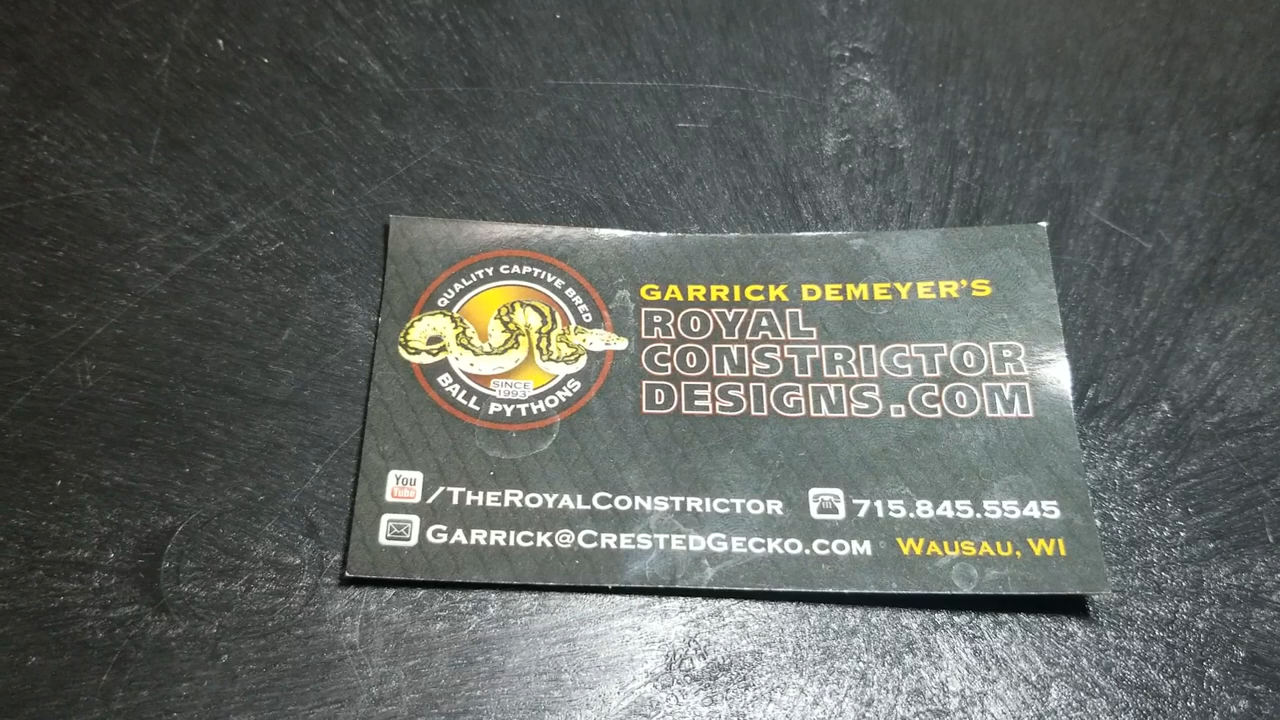 QUALITY CAPTIVE BRED
SINCE
1993
BALL PYTHONS
GARRICK DEMEYER'S
ROYAL
CONSTRICTOR
DESIGNS.COM
You
Tube
/THEROYALCONSTRICTOR
715.845.5545
GARRICK@CRESTEDGECKO.COM
WAUSAU, WI